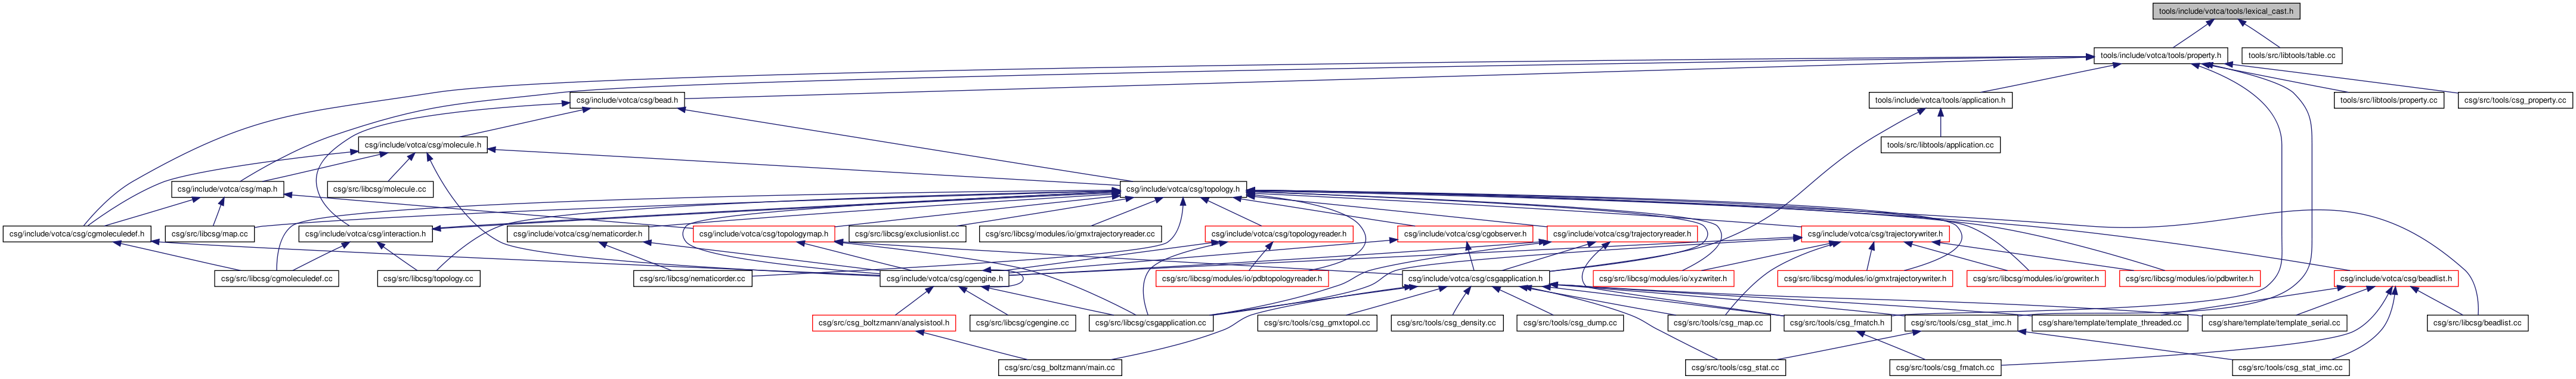 tools/include/votca/tools/lexical_cast.h
tools/include/votca/tools/property.h
tools/src/libtools/table.cc
csg/include/votca/csg/bead.h
tools/include/votca/tools/application.h
tools/src/libtools/property.cc
csg/src/tools/csg_property.cc
csg/include/votca/csg/molecule.h
tools/src/libtools/application.cc
csg/include/votca/csg/map.h
csg/src/libcsg/molecule.cc
csg/include/votca/csg/topology.h
csg/include/votca/csg/cgmoleculedef.h
csg/src/libcsg/map.cc
csg/include/votca/csg/interaction.h
csg/include/votca/csg/nematicorder.h
csg/include/votca/csg/topologymap.h
csg/src/libcsg/exclusionlist.cc
csg/src/libcsg/modules/io/gmxtrajectoryreader.cc
csg/include/votca/csg/topologyreader.h
csg/include/votca/csg/cgobserver.h
csg/include/votca/csg/trajectoryreader.h
csg/include/votca/csg/trajectorywriter.h
csg/src/libcsg/cgmoleculedef.cc
csg/src/libcsg/topology.cc
csg/src/libcsg/nematicorder.cc
csg/include/votca/csg/cgengine.h
csg/src/libcsg/modules/io/pdbtopologyreader.h
csg/include/votca/csg/csgapplication.h
csg/src/libcsg/modules/io/xyzwriter.h
csg/src/libcsg/modules/io/gmxtrajectorywriter.h
csg/src/libcsg/modules/io/growriter.h
csg/src/libcsg/modules/io/pdbwriter.h
csg/include/votca/csg/beadlist.h
csg/src/csg_boltzmann/analysistool.h
csg/src/libcsg/cgengine.cc
csg/src/libcsg/csgapplication.cc
csg/src/tools/csg_gmxtopol.cc
csg/src/tools/csg_density.cc
csg/src/tools/csg_dump.cc
csg/src/tools/csg_map.cc
csg/src/tools/csg_fmatch.h
csg/src/tools/csg_stat_imc.h
csg/share/template/template_threaded.cc
csg/share/template/template_serial.cc
csg/src/libcsg/beadlist.cc
csg/src/csg_boltzmann/main.cc
csg/src/tools/csg_stat.cc
csg/src/tools/csg_fmatch.cc
csg/src/tools/csg_stat_imc.cc